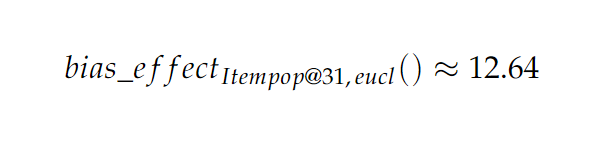 bias_effect_{Itempop@31,eucl}() ≈ 12.64